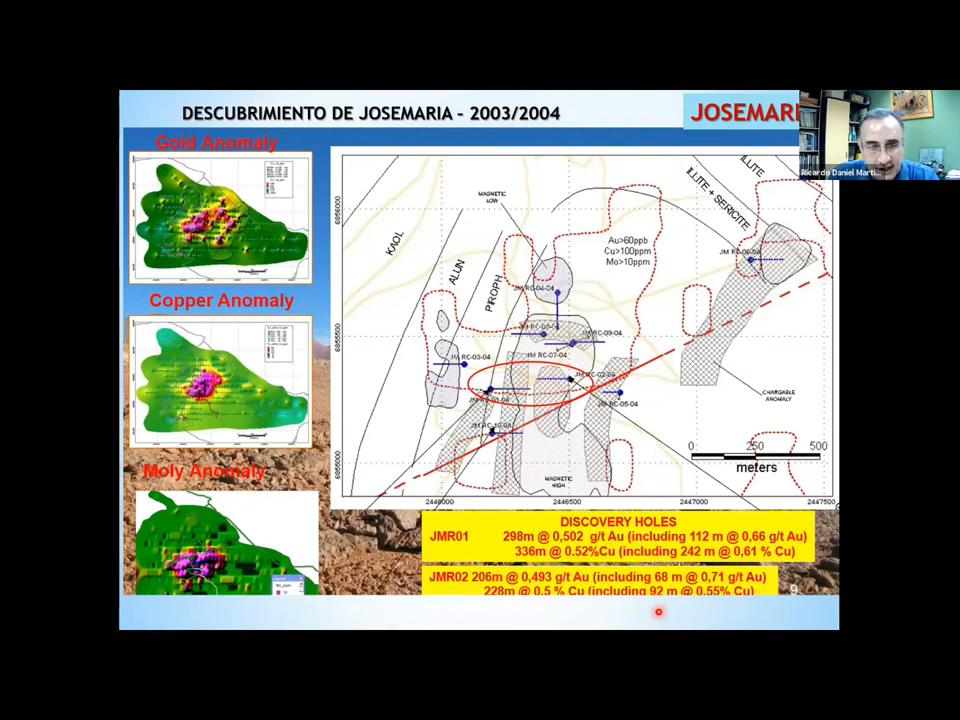 DESCUBRIMIENTO DE JOSEMARIA – 2003/2004
JOSEMARI
Ricardo Daniel Marti...
Gold Anomaly
Copper Anomaly
Moly Anomaly
MAGNETIC
LOW
ILLITE
ILLITE + SERICITE
KAOL
ALUN
PIROPH
Au>60ppb
Cu>100ppm
Mo>10ppm
JM RC-04-04
JM RC-09-04
JM RC-03-04
JM RC-07-04
JM RC-02-04
JM RC-05-04
JM RC-10-04
CHARGABLE
ANOMALY
MAGNETIC
HIGH
0 250 500
meters
6856000
6855500
6855000
2446000
2446500
2447000
2447500
DISCOVERY HOLES
JMR01 298m @ 0,502 g/t Au (including 112 m @ 0,66 g/t Au)
336m @ 0.52%Cu (including 242 m @ 0,61 % Cu)
JMR02 206m @ 0,493 g/t Au (including 68 m @ 0,71 g/t Au)
228m @ 0.5 % Cu (including 92 m @ 0.55% Cu)
9